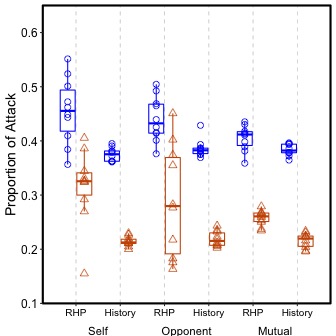 0.6
0.5
0.4
0.3
0.2
0.1
Proportion of Attack
RHP History RHP History RHP History
Self Opponent Mutual